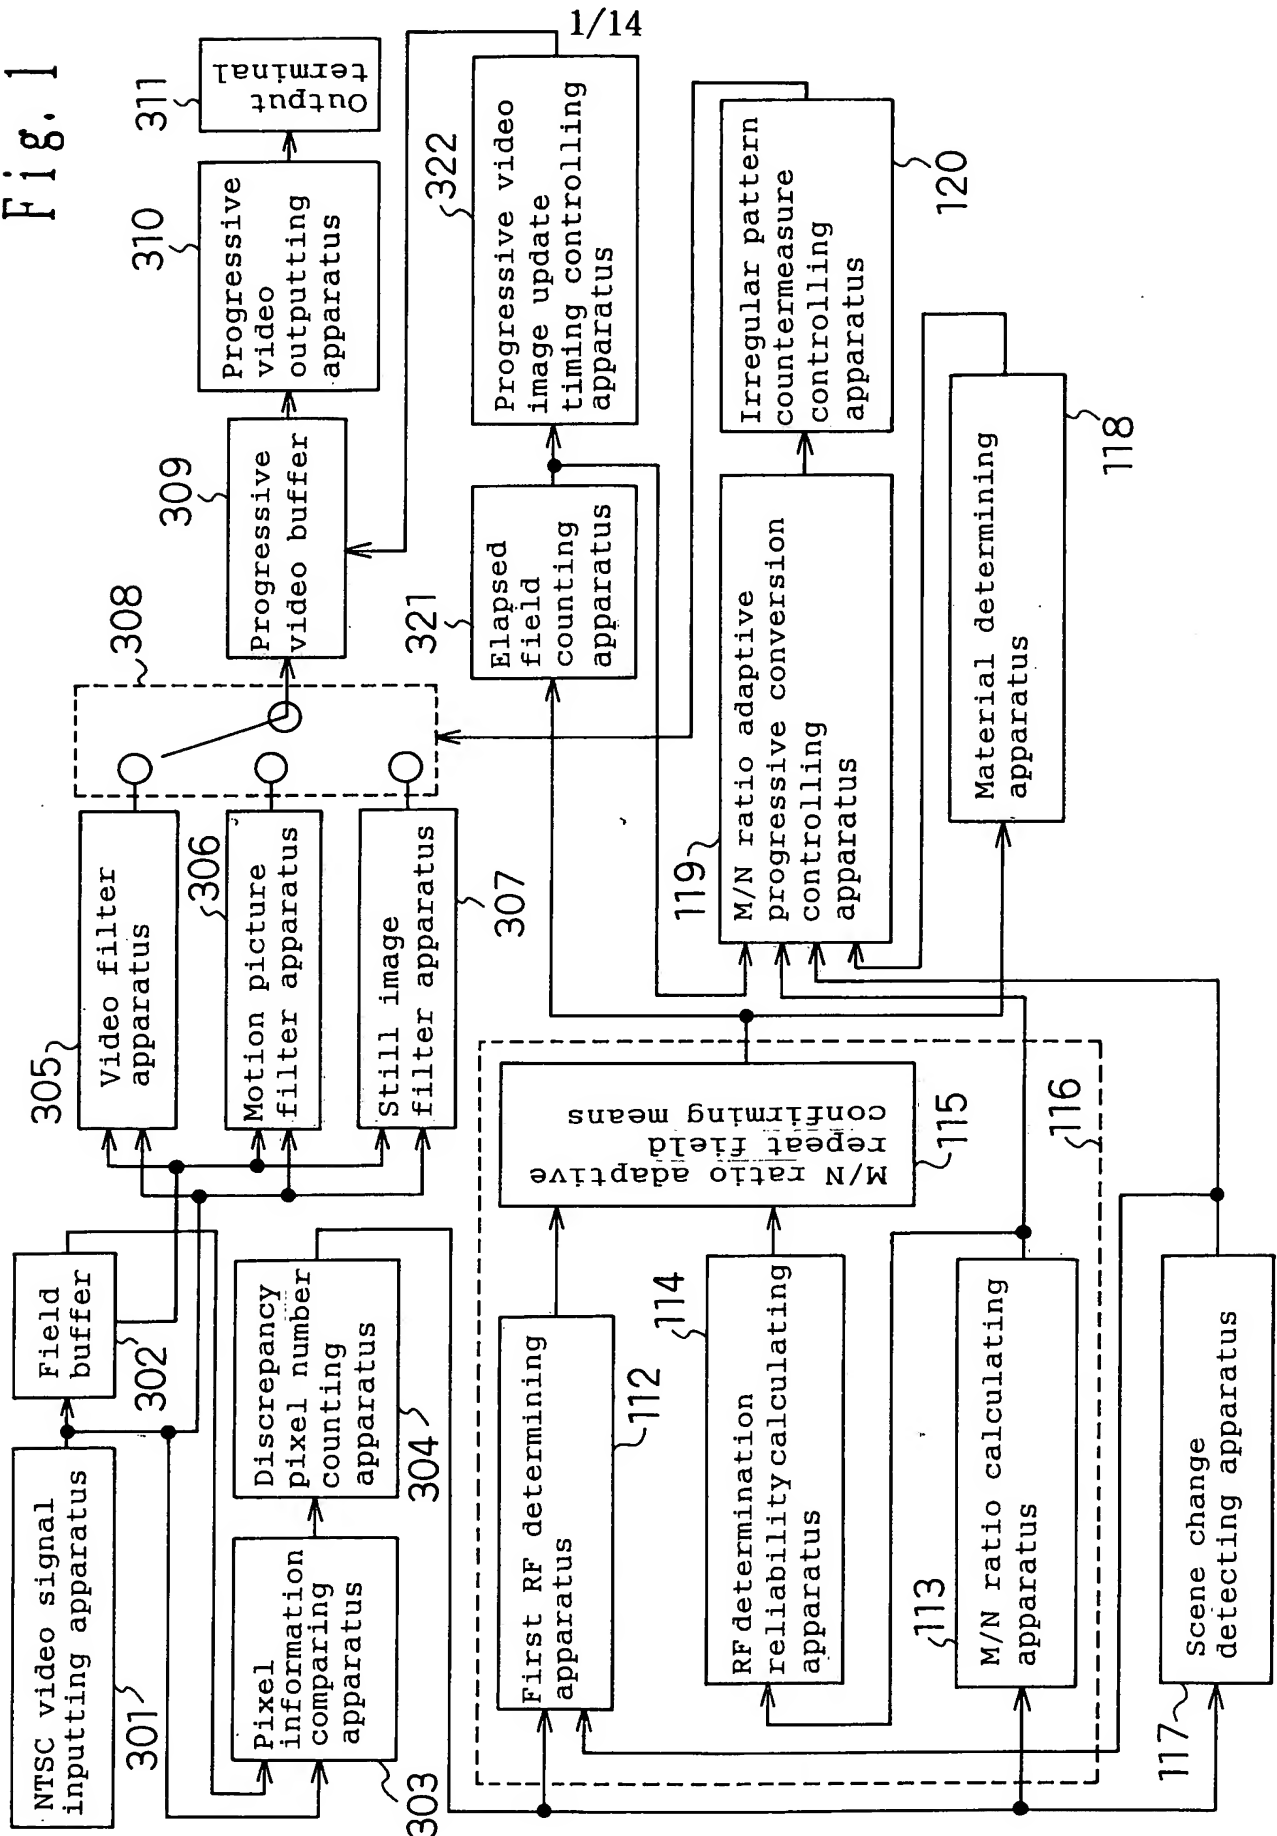 1/14
Fig. 1
NTSC video signal
inputting apparatus
301
Field
buffer
302
Pixel
information
comparing
apparatus
303
Discrepancy
pixel number
counting
apparatus
304
305
Video filter
apparatus
306
Motion picture
filter apparatus
Still image
filter apparatus
307
308
309
Progressive
video buffer
310
Progressive
video
outputting
apparatus
311
Output
terminal
321
Elapsed
field
counting
apparatus
322
Progressive video
image update
timing controlling
apparatus
First RF determining
apparatus
112
114
RF determination
reliability calculating
apparatus
113
M/N ratio calculating
apparatus
M/N ratio adaptive
repeat field
confirming means
115
116
117
Scene change
detecting apparatus
119
M/N ratio adaptive
progressive conversion
controlling
apparatus
Irregular pattern
countermeasure
controlling
apparatus
120
Material determining
apparatus
118